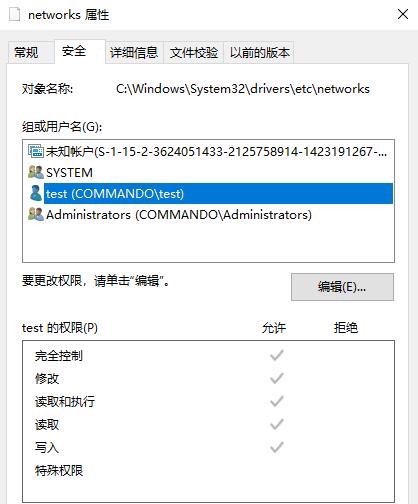 networks 属性
常规
安全
详细信息
文件校验
以前的版本
对象名称: C:\Windows\System32\drivers\etc\networks
组或用户名(G):
未知帐户(S-1-15-2-3624051433-2125758914-1423191267-...
SYSTEM
test (COMMANDO\test)
Administrators (COMMANDO\Administrators)
要更改权限，请单击“编辑”。
编辑(E)...
test 的权限(P) 允许 拒绝
完全控制
修改
读取和执行
读取
写入
特殊权限